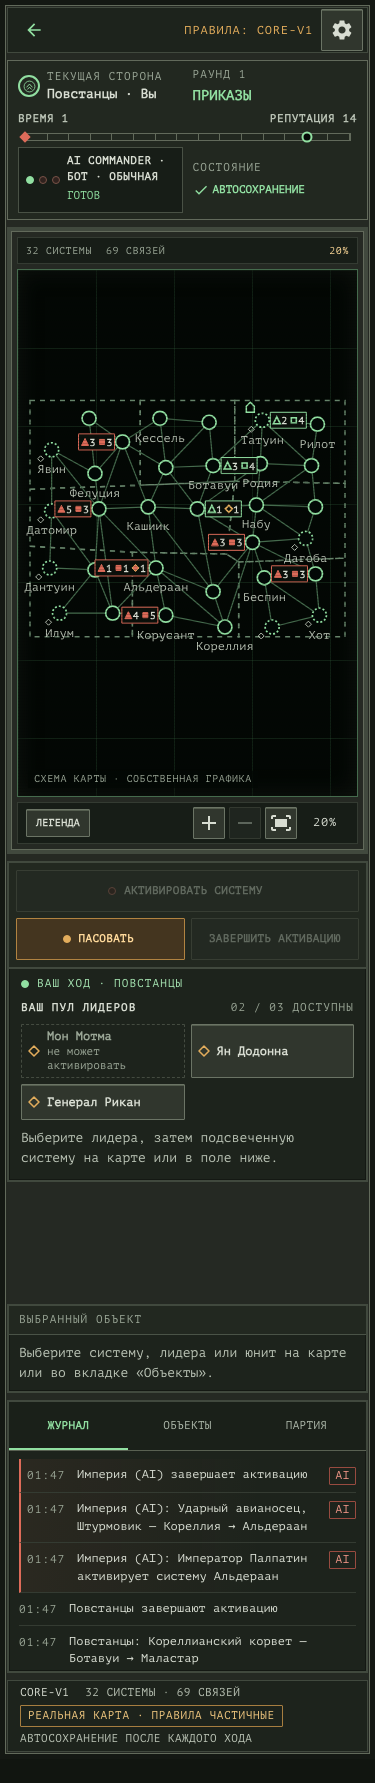 ПРАВИЛА: CORE-V1
ТЕКУЩАЯ СТОРОНА
Повстанцы · Вы
РАУНД 1
ПРИКАЗЫ
ВРЕМЯ 1
РЕПУТАЦИЯ 14
AI COMMANDER ·
БОТ · ОБЫЧНАЯ
ГОТОВ
СОСТОЯНИЕ
АВТОСОХРАНЕНИЕ
32 СИСТЕМЫ 69 СВЯЗЕЙ
20%
2 4
3 3
Кессель
Татуин
Рилот
Явин
3 4
Фелуция
Ботавуи
Родия
5 3
1 1
Датомир
Кашиик
Набу
3 3
Дагоба
1 1 1
3 3
Дантуин
Альдераан
Беспин
4 5
Идум
Корусант
Хот
Кореллия
СХЕМА КАРТЫ · СОБСТВЕННАЯ ГРАФИКА
ЛЕГЕНДА
20%
АКТИВИРОВАТЬ СИСТЕМУ
ПАСОВАТЬ
ЗАВЕРШИТЬ АКТИВАЦИЮ
ВАШ ХОД · ПОВСТАНЦЫ
ВАШ ПУЛ ЛИДЕРОВ
02 / 03 ДОСТУПНЫ
Мон Мотма
не может
активировать
Ян Додонна
Генерал Рикан
Выберите лидера, затем подсвеченную
систему на карте или в поле ниже.
ВЫБРАННЫЙ ОБЪЕКТ
Выберите систему, лидера или юнит на карте
или во вкладке «Объекты».
ЖУРНАЛ
ОБЪЕКТЫ
ПАРТИЯ
01:47 Империя (AI) завершает активацию AI
01:47 Империя (AI): Ударный авианосец, AI
Штурмовик — Кореллия → Альдераан
01:47 Империя (AI): Император Палпатин AI
активирует систему Альдераан
01:47 Повстанцы завершают активацию
01:47 Повстанцы: Кореллианский корвет —
Ботавуи → Маластар
CORE-V1 32 СИСТЕМЫ · 69 СВЯЗЕЙ
РЕАЛЬНАЯ КАРТА · ПРАВИЛА ЧАСТИЧНЫЕ
АВТОСОХРАНЕНИЕ ПОСЛЕ КАЖДОГО ХОДА